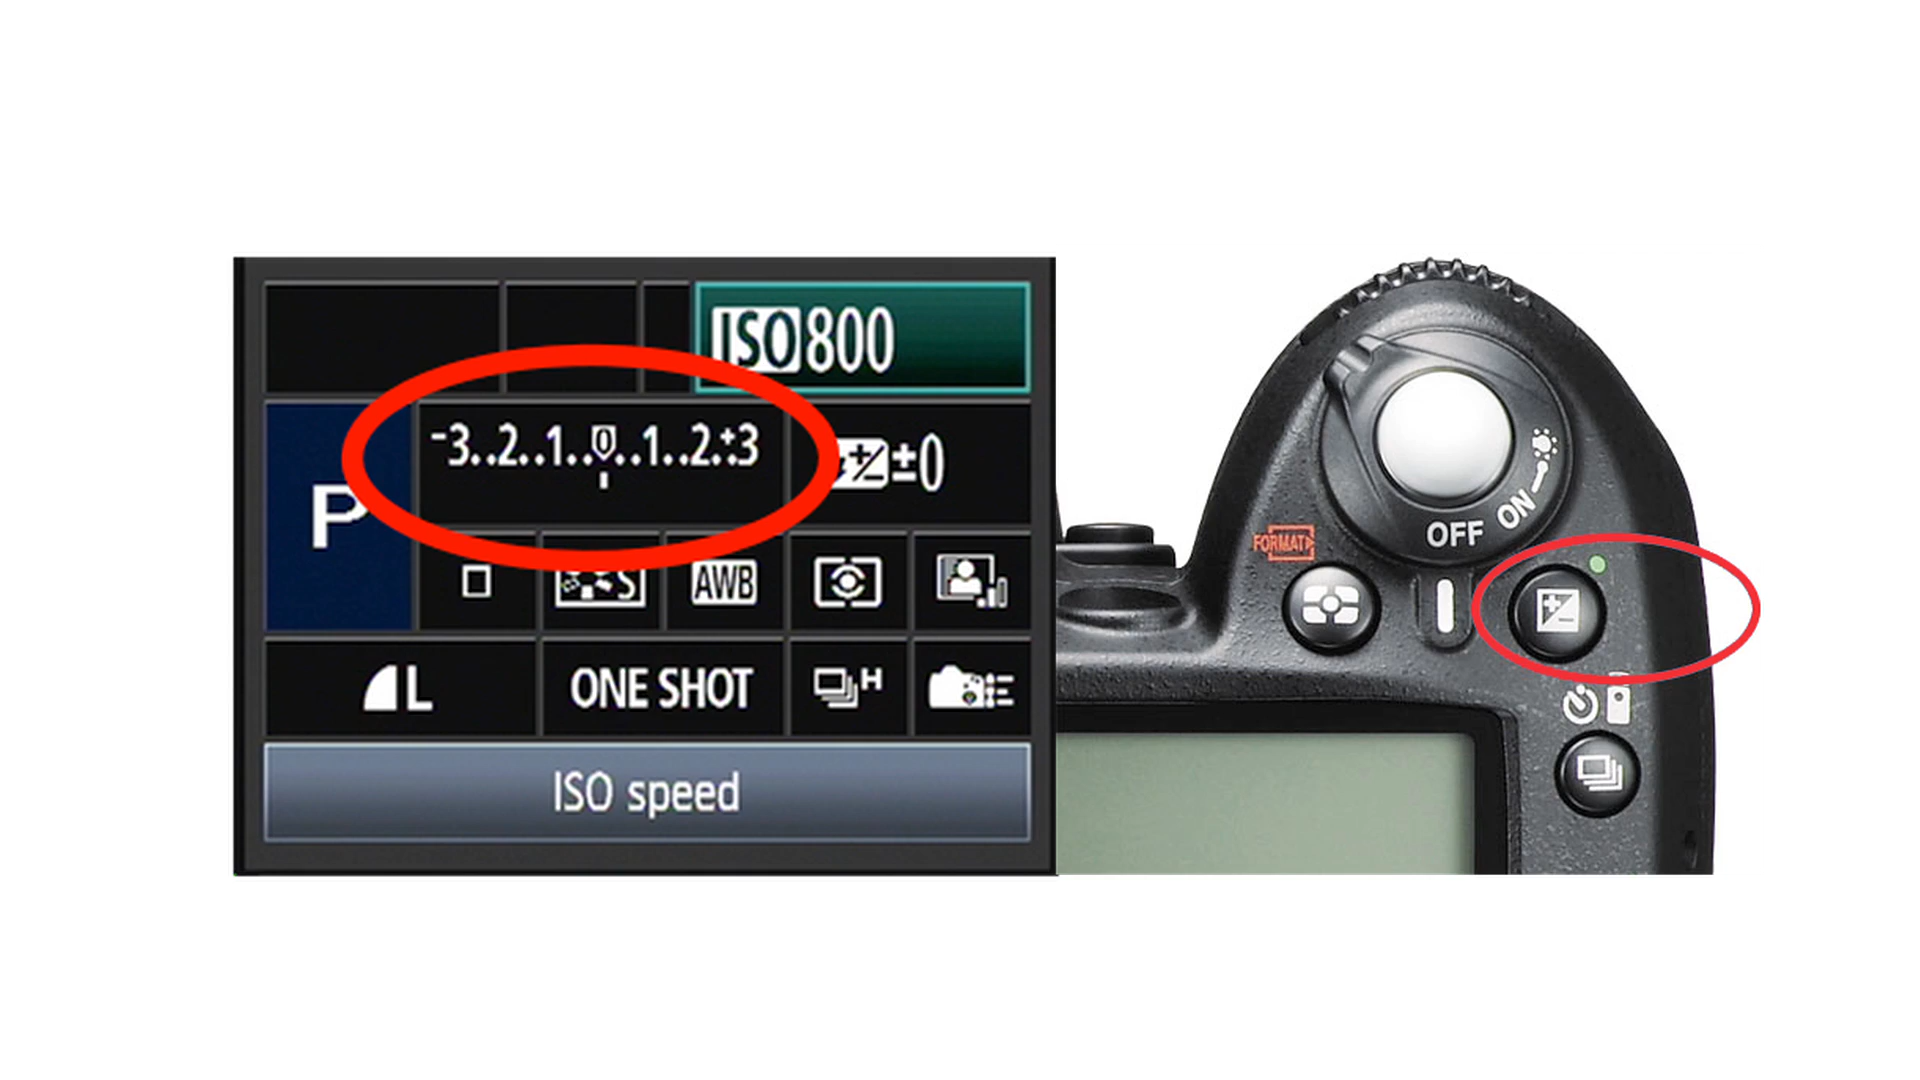 ISO800
P
-3..2..1..0..1..2.+.3
±0
S
AWB
L
ONE SHOT
H
ISO speed
OFF
ON
FORMAT